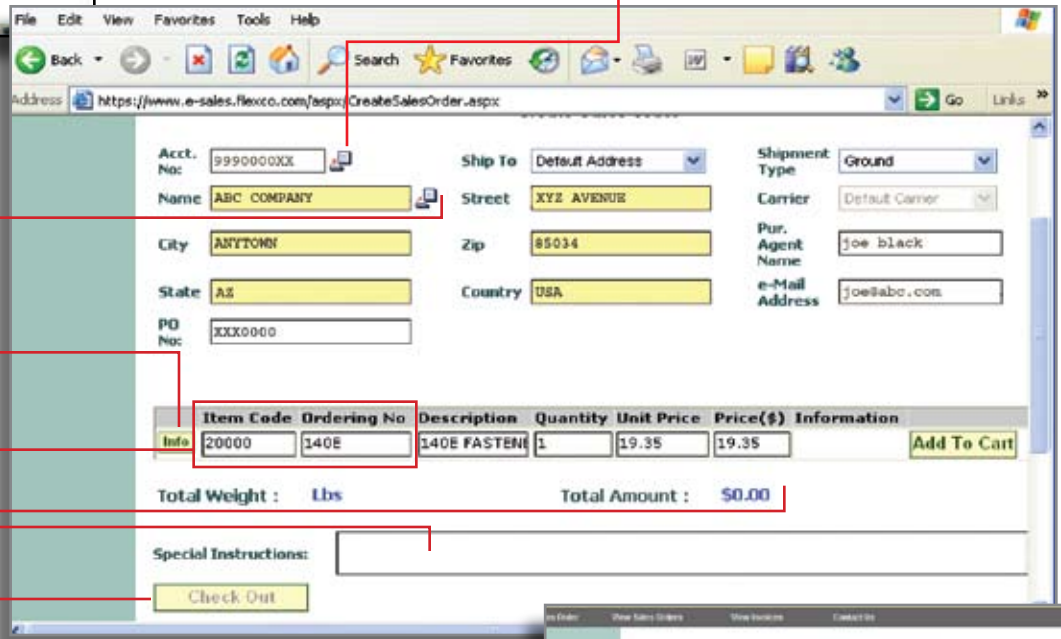 File Edit View Favorites Tools Help
Back Search Favorites
Address https://www.e-sales.flexco.com/aspx/CreateSalesOrder.aspx Go Links »
Acct. No: 9990000XX Ship To Default Address Shipment Type Ground
Name ABC COMPANY Street XYZ AVENUE Carrier Default Carrier
City ANYTOWN Zip 85034 Pur. Agent Name joe black
State AZ Country USA e-Mail Address joe@abc.com
PO No: XXX0000
Item Code Ordering No Description Quantity Unit Price Price($) Information
Info 20000 140E 140E FASTENE 1 19.35 19.35 Add To Cart
Total Weight : Lbs Total Amount : $0.00
Special Instructions:
Check Out
View Sales Orders View Invoices Contact Us